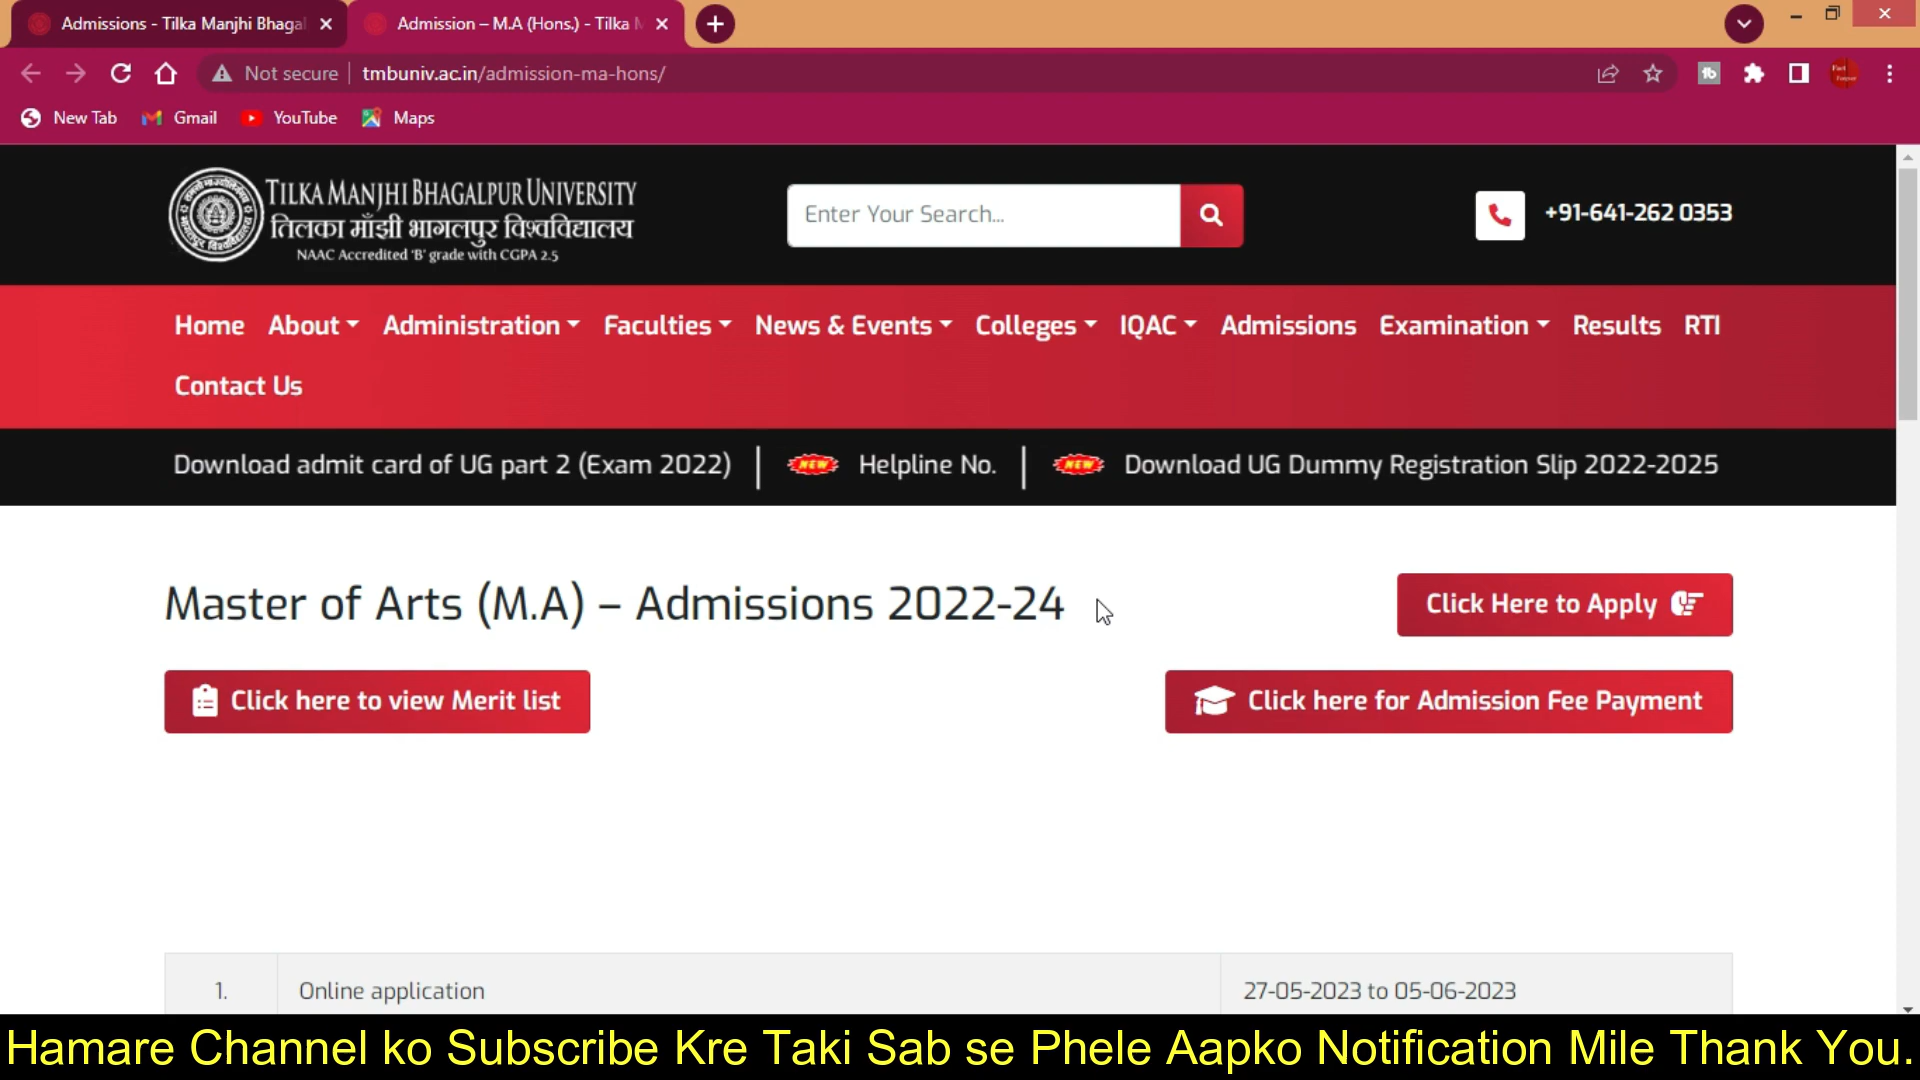 Admissions - Tilka Manjhi Bhagal
Admission – M.A (Hons.) - Tilka M
Not secure
tmbuniv.ac.in/admission-ma-hons/
New Tab
Gmail
YouTube
Maps
TILKA MANJHI BHAGALPUR UNIVERSITY
तिलका माँझी भागलपुर विश्वविद्यालय
NAAC Accredited 'B' grade with CGPA 2.5
Enter Your Search...
+91-641-262 0353
Home About Administration Faculties News & Events Colleges IQAC Admissions Examination Results RTI
Contact Us
Download admit card of UG part 2 (Exam 2022) | NEW Helpline No. | NEW Download UG Dummy Registration Slip 2022-2025
Master of Arts (M.A) – Admissions 2022-24
Click Here to Apply
Click here to view Merit list
Click here for Admission Fee Payment
1. Online application 27-05-2023 to 05-06-2023
Hamare Channel ko Subscribe Kre Taki Sab se Phele Aapko Notification Mile Thank You.